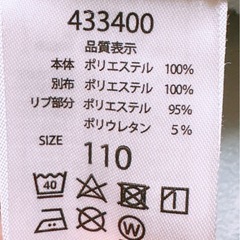 433400
品質表示
本体 ポリエステル 100%
別布 ポリエステル 100%
リブ部分 ポリエステル 95%
ポリウレタン 5%
SIZE 110
40
W